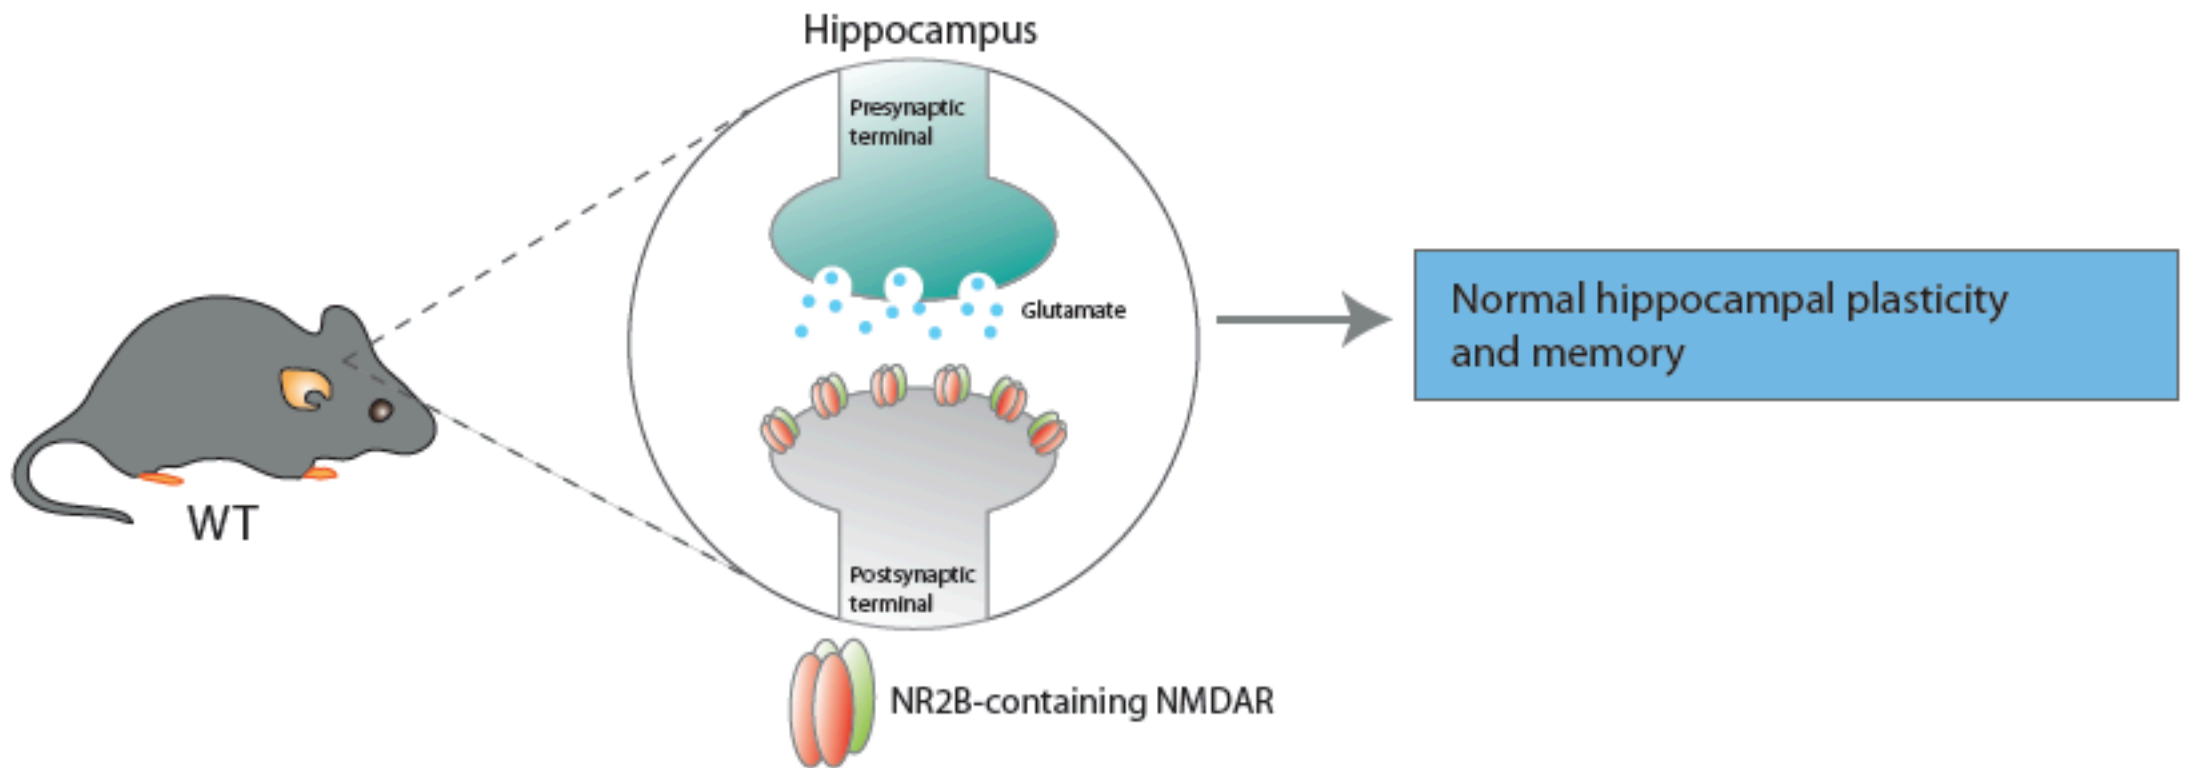 Hippocampus
Presynaptic
terminal
Glutamate
Normal hippocampal plasticity
and memory
WT
Postsynaptic
terminal
NR2B-containing NMDAR